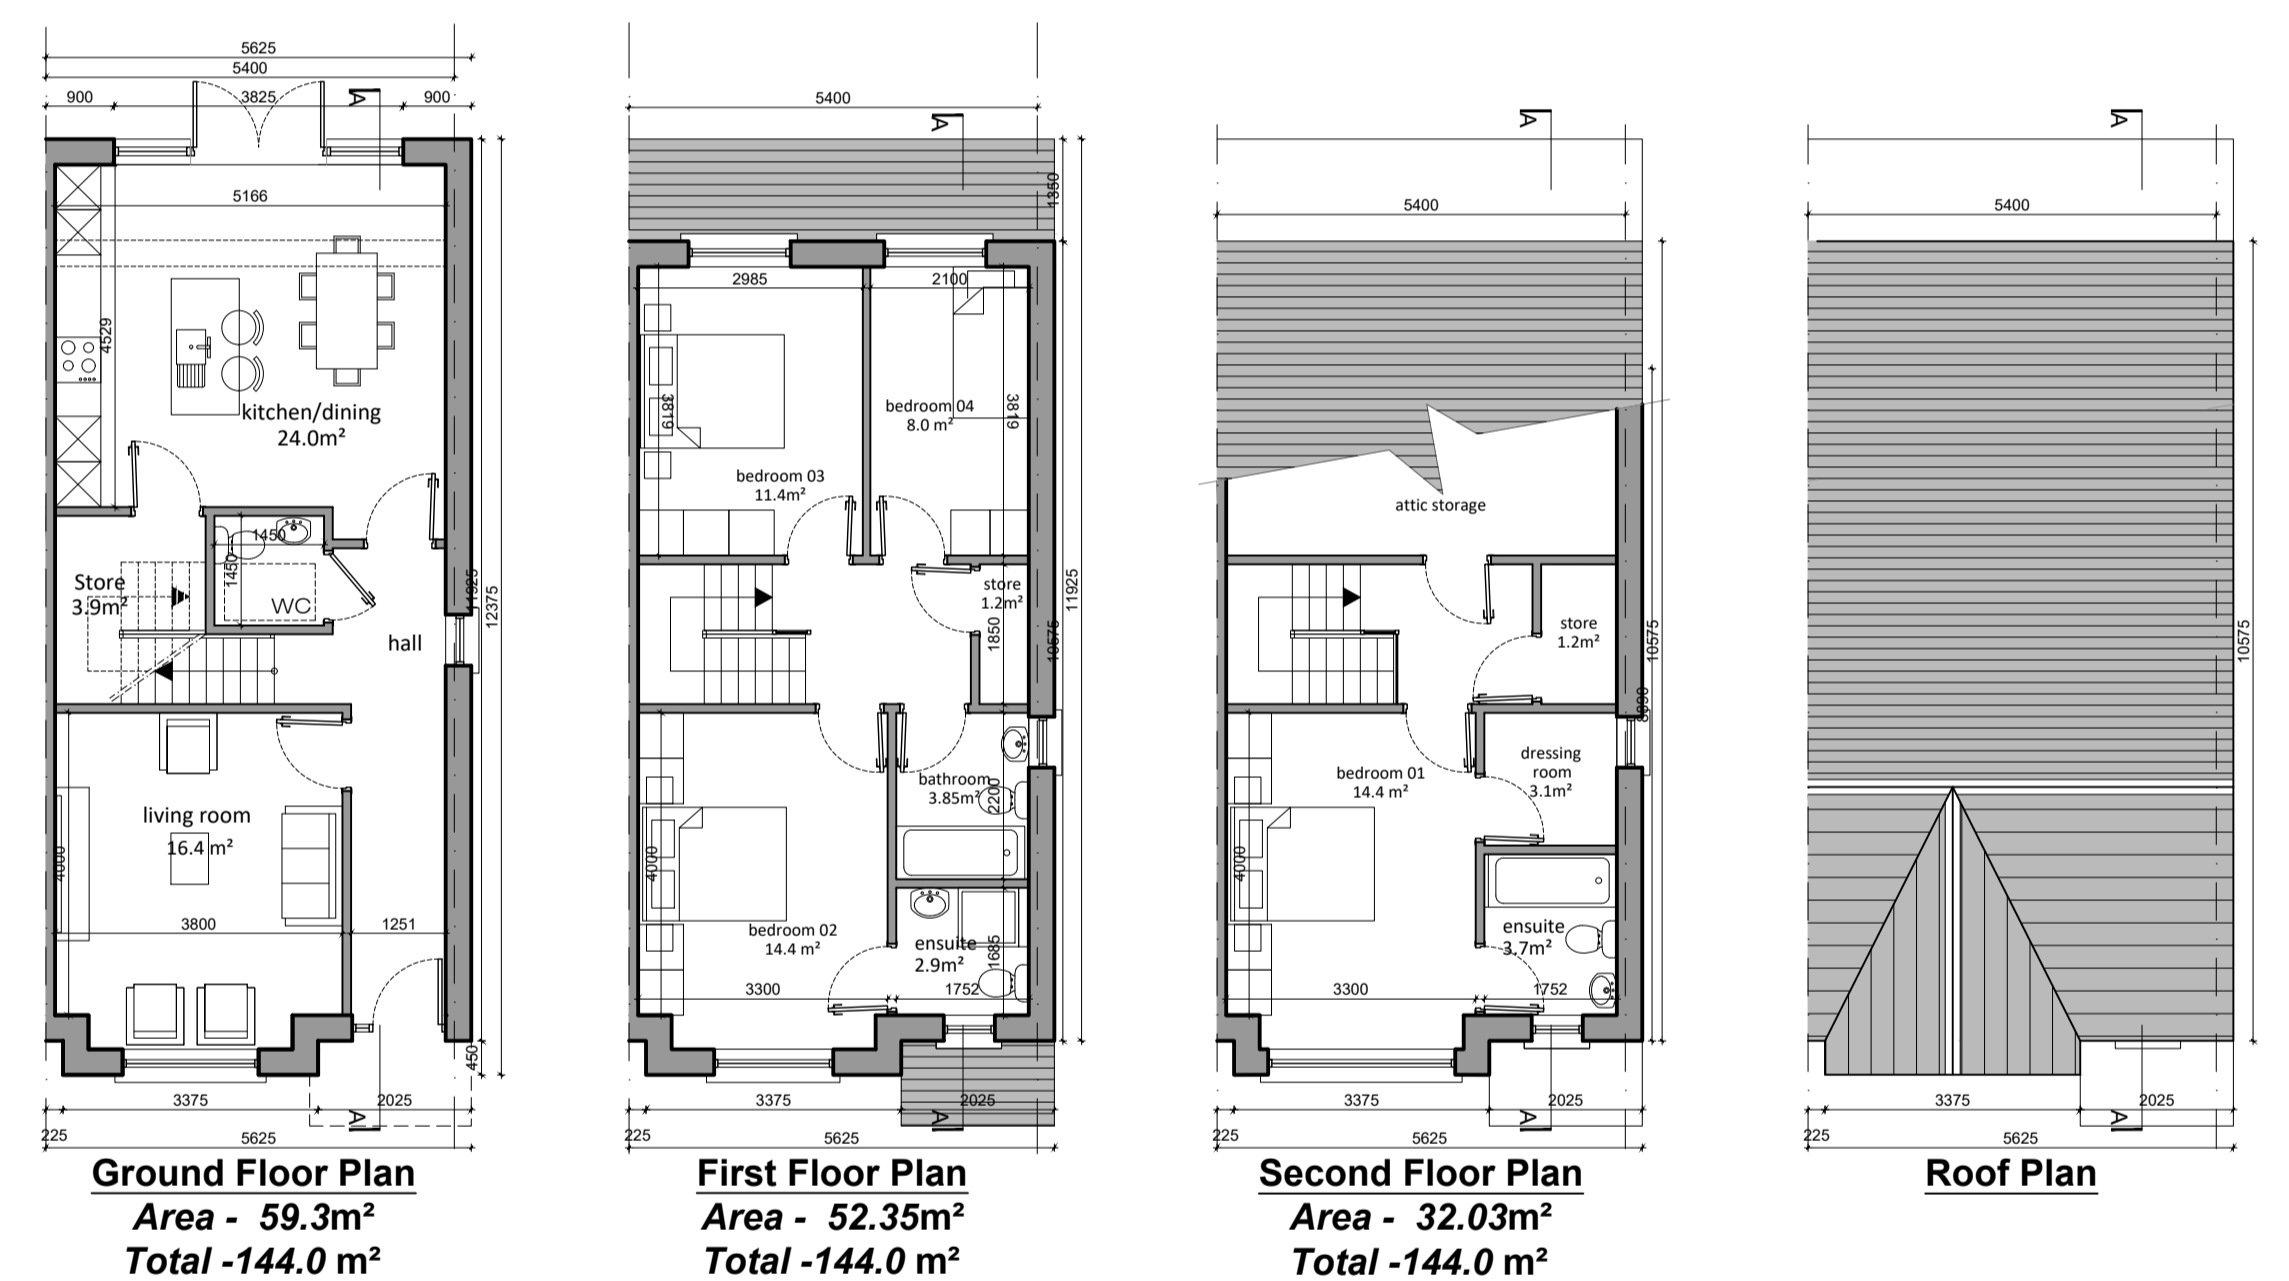 5625
5400
900
3825
900
A
5166
4529
kitchen/dining
24.0m²
1450
1450
Store
3.9m²
WC
hall
11925
12375
living room
16.4 m²
4000
3800
1251
450
3375
2025
A
225
5625
Ground Floor Plan
Area - 59.3m²
Total -144.0 m²
5400
A
1350
2985
2100
3819
3819
bedroom 04
8.0 m²
bedroom 03
11.4m²
store
1.2m²
1850
11925
10575
bathroom
3.85m²
2200
4000
bedroom 02
14.4 m²
ensuite
2.9m²
1685
3300
1752
3375
2025
A
225
5625
First Floor Plan
Area - 52.35m²
Total -144.0 m²
A
5400
attic storage
store
1.2m²
10575
bedroom 01
14.4 m²
dressing
room
3.1m²
4000
ensuite
3.7m²
3300
1752
3375
2025
A
225
5625
Second Floor Plan
Area - 32.03m²
Total -144.0 m²
A
5400
10575
3375
2025
A
225
5625
Roof Plan